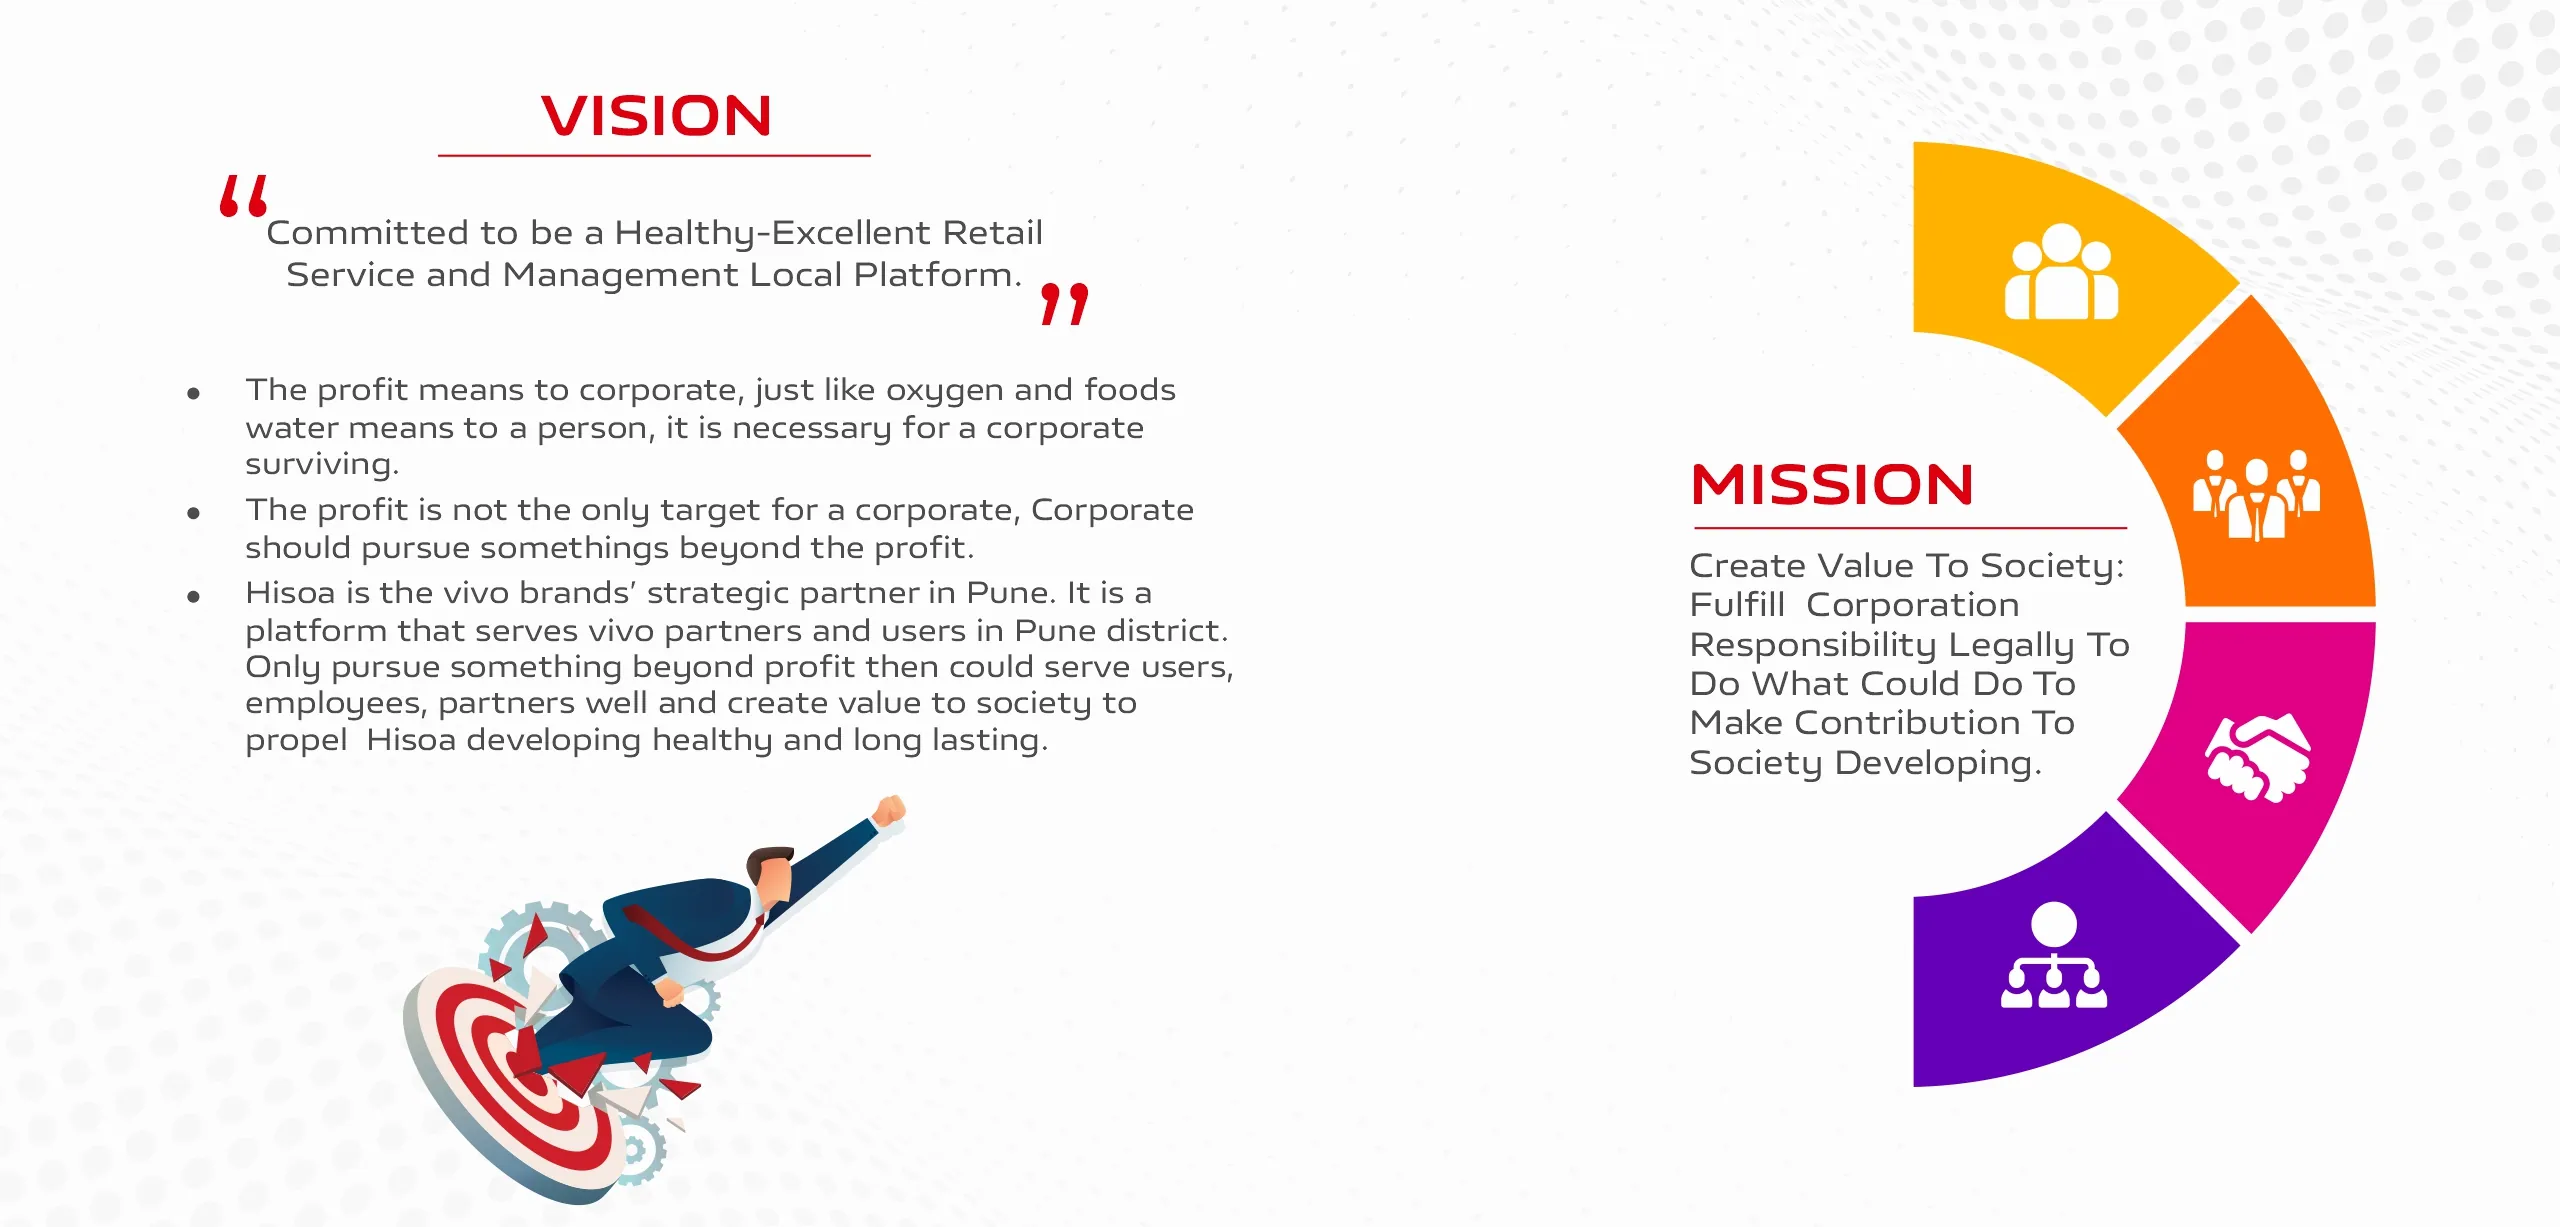 VISION
“Committed to be a Healthy-Excellent Retail
Service and Management Local Platform.”
• The profit means to corporate, just like oxygen and foods
water means to a person, it is necessary for a corporate
surviving.
• The profit is not the only target for a corporate, Corporate
should pursue somethings beyond the profit.
• Hisoa is the vivo brands’ strategic partner in Pune. It is a
platform that serves vivo partners and users in Pune district.
Only pursue something beyond profit then could serve users,
employees, partners well and create value to society to
propel  Hisoa developing healthy and long lasting.
MISSION
Create Value To Society:
Fulfill  Corporation
Responsibility Legally To
Do What Could Do To
Make Contribution To
Society Developing.